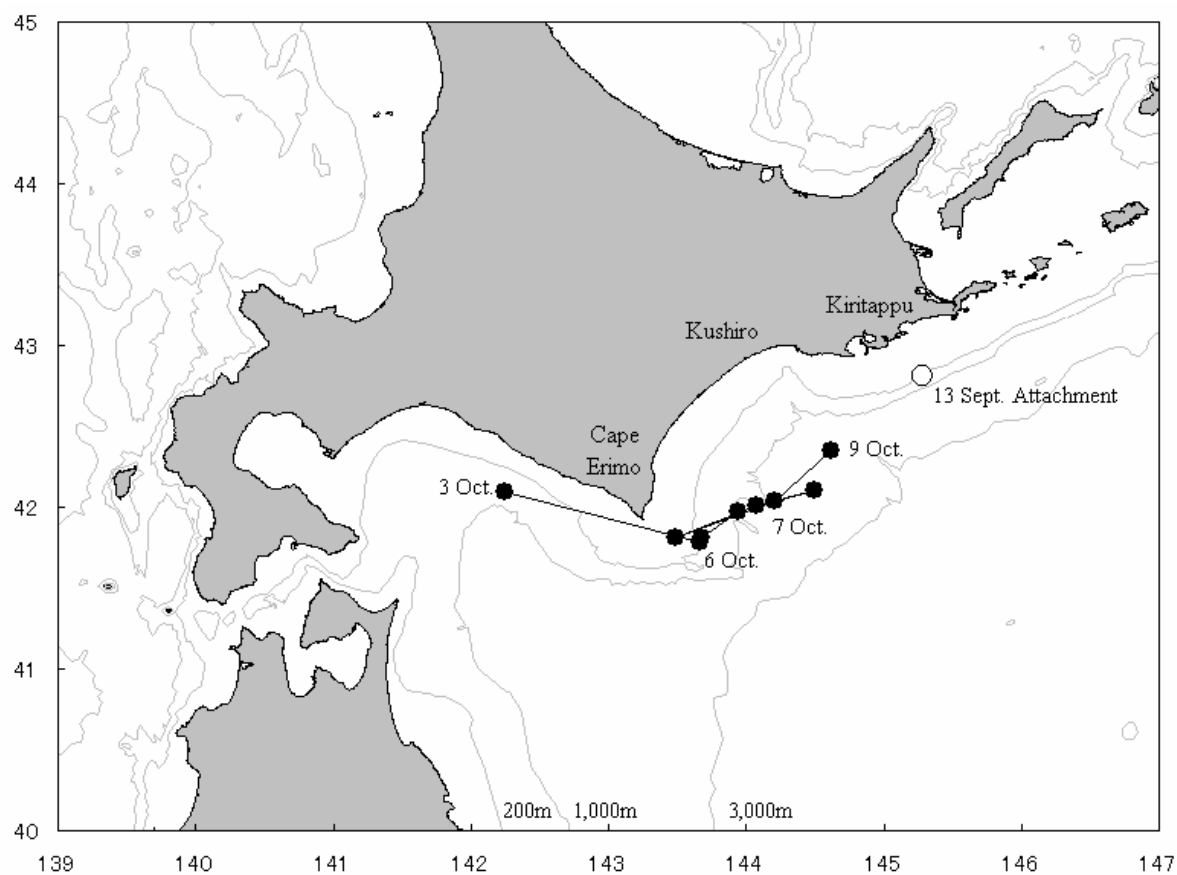 45
44
43
42
41
40
Kiritappu
Kushiro
13 Sept. Attachment
Cape
Erimo
9 Oct.
3 Oct.
7 Oct.
6 Oct.
200m 1,000m 3,000m
139 140 141 142 143 144 145 146 147